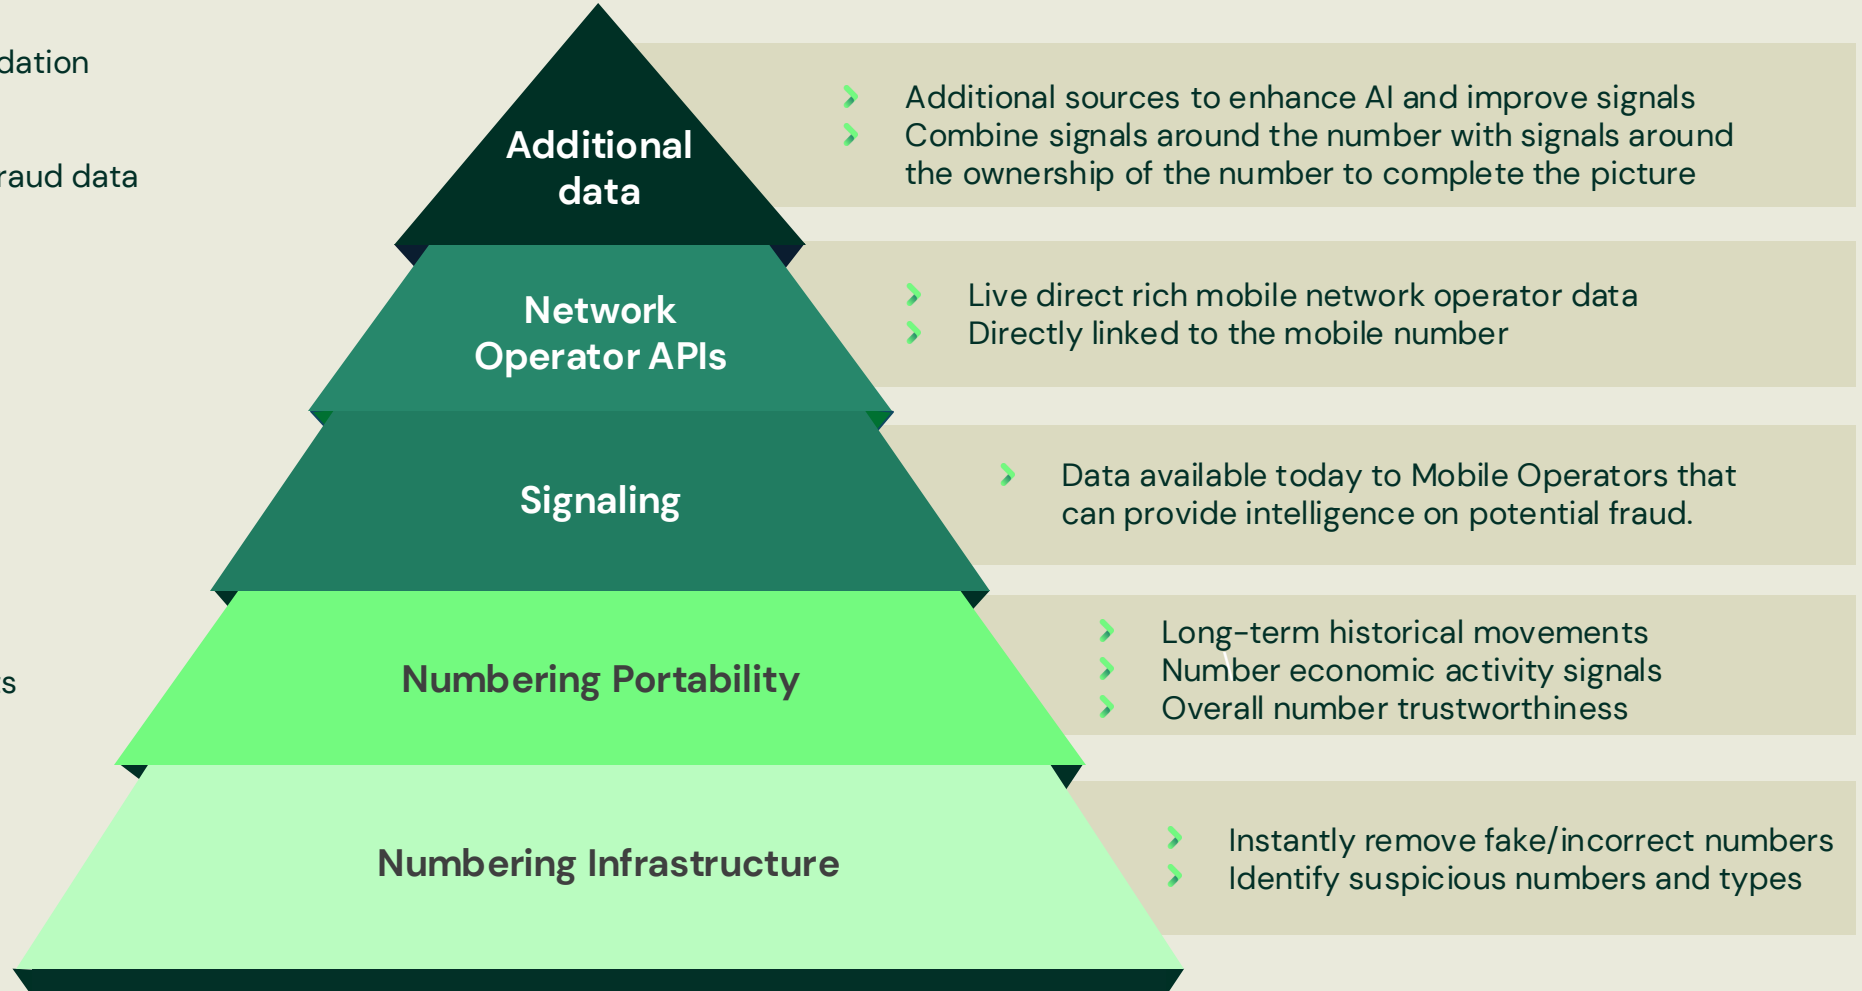 dation
raud data
s
Additional
data
Additional sources to enhance AI and improve signals
Combine signals around the number with signals around
the ownership of the number to complete the picture
Network
Operator APIs
Live direct rich mobile network operator data
Directly linked to the mobile number
Signaling
Data available today to Mobile Operators that
can provide intelligence on potential fraud.
Numbering Portability
Long-term historical movements
Number economic activity signals
Overall number trustworthiness
Numbering Infrastructure
Instantly remove fake/incorrect numbers
Identify suspicious numbers and types